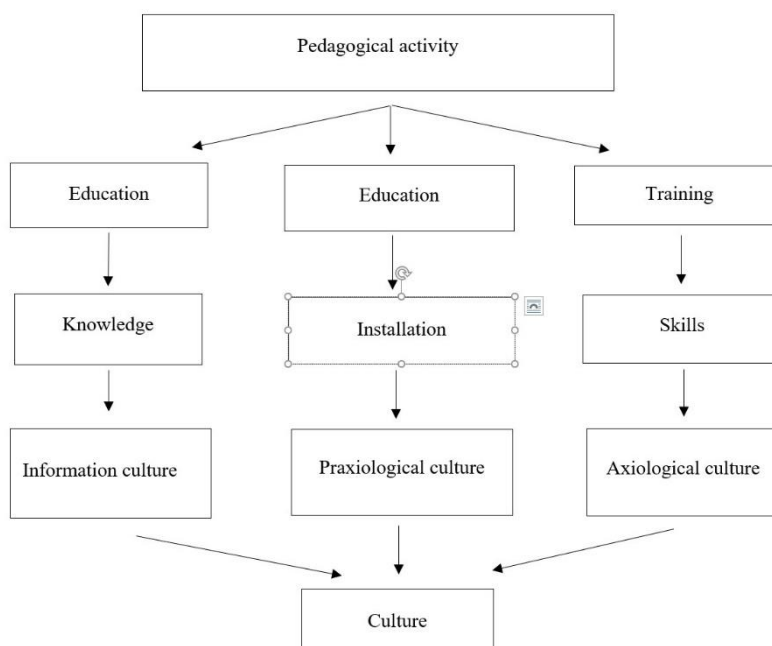 Pedagogical activity
Education
Education
Training
Knowledge
Installation
Skills
Information culture
Praxiological culture
Axiological culture
Culture